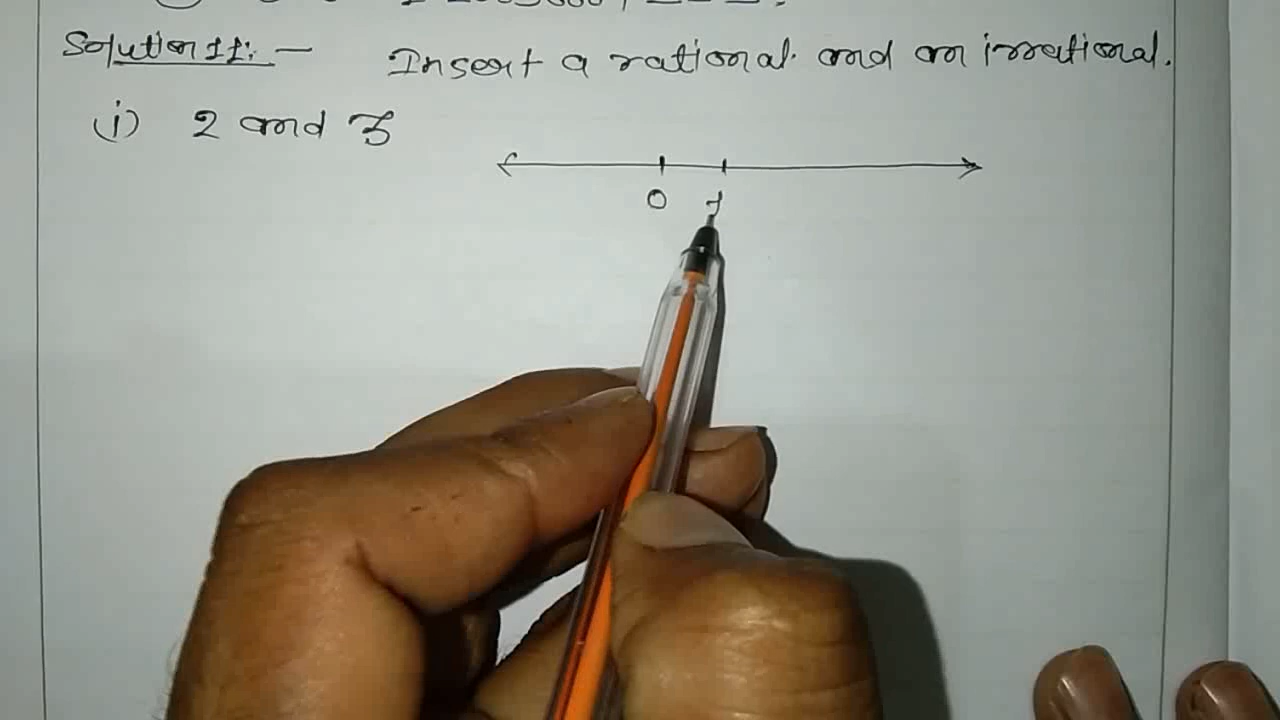 Solution 11:- Insert a rational. and an irrational.
(i) 2 and 3
0 1